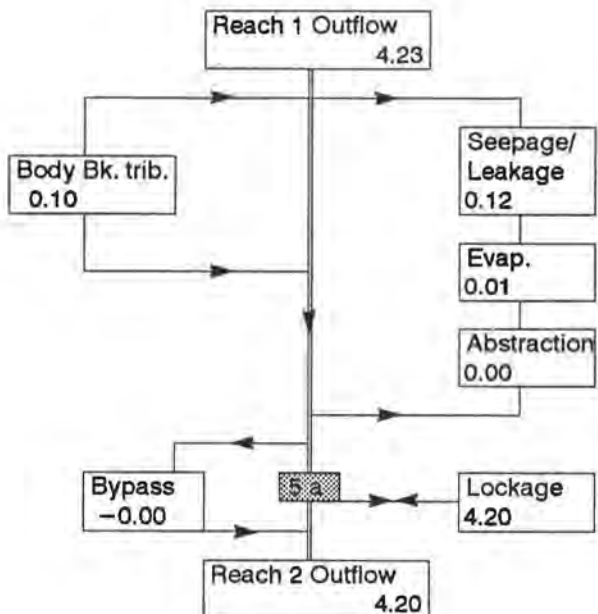 Reach 1 Outflow
4.23
Body Bk. trib.
0.10
Seepage/
Leakage
0.12
Evap.
0.01
Abstraction
0.00
Bypass
−0.00
5 a
Lockage
4.20
Reach 2 Outflow
4.20